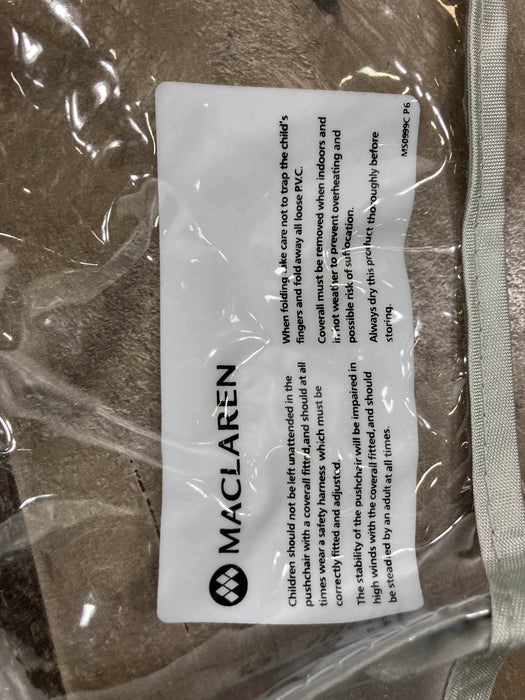 MACLAREN
Children should not be left unattended in the
pushchair with a coverall fitted,and should at all
times wear a safety harness which must be
correctly fitted and adjusted.
The stability of the pushchair will be impaired in
high winds with the coverall fitted,and should
be steadied by an adult at all times.
When folding take care not to trap the child's
fingers and fold away all loose P.V.C.
Coverall must be removed when indoors and
in hot weather to prevent overheating and
possible risk of suffocation.
Always dry this product thoroughly before
storing.
MS0999C P6